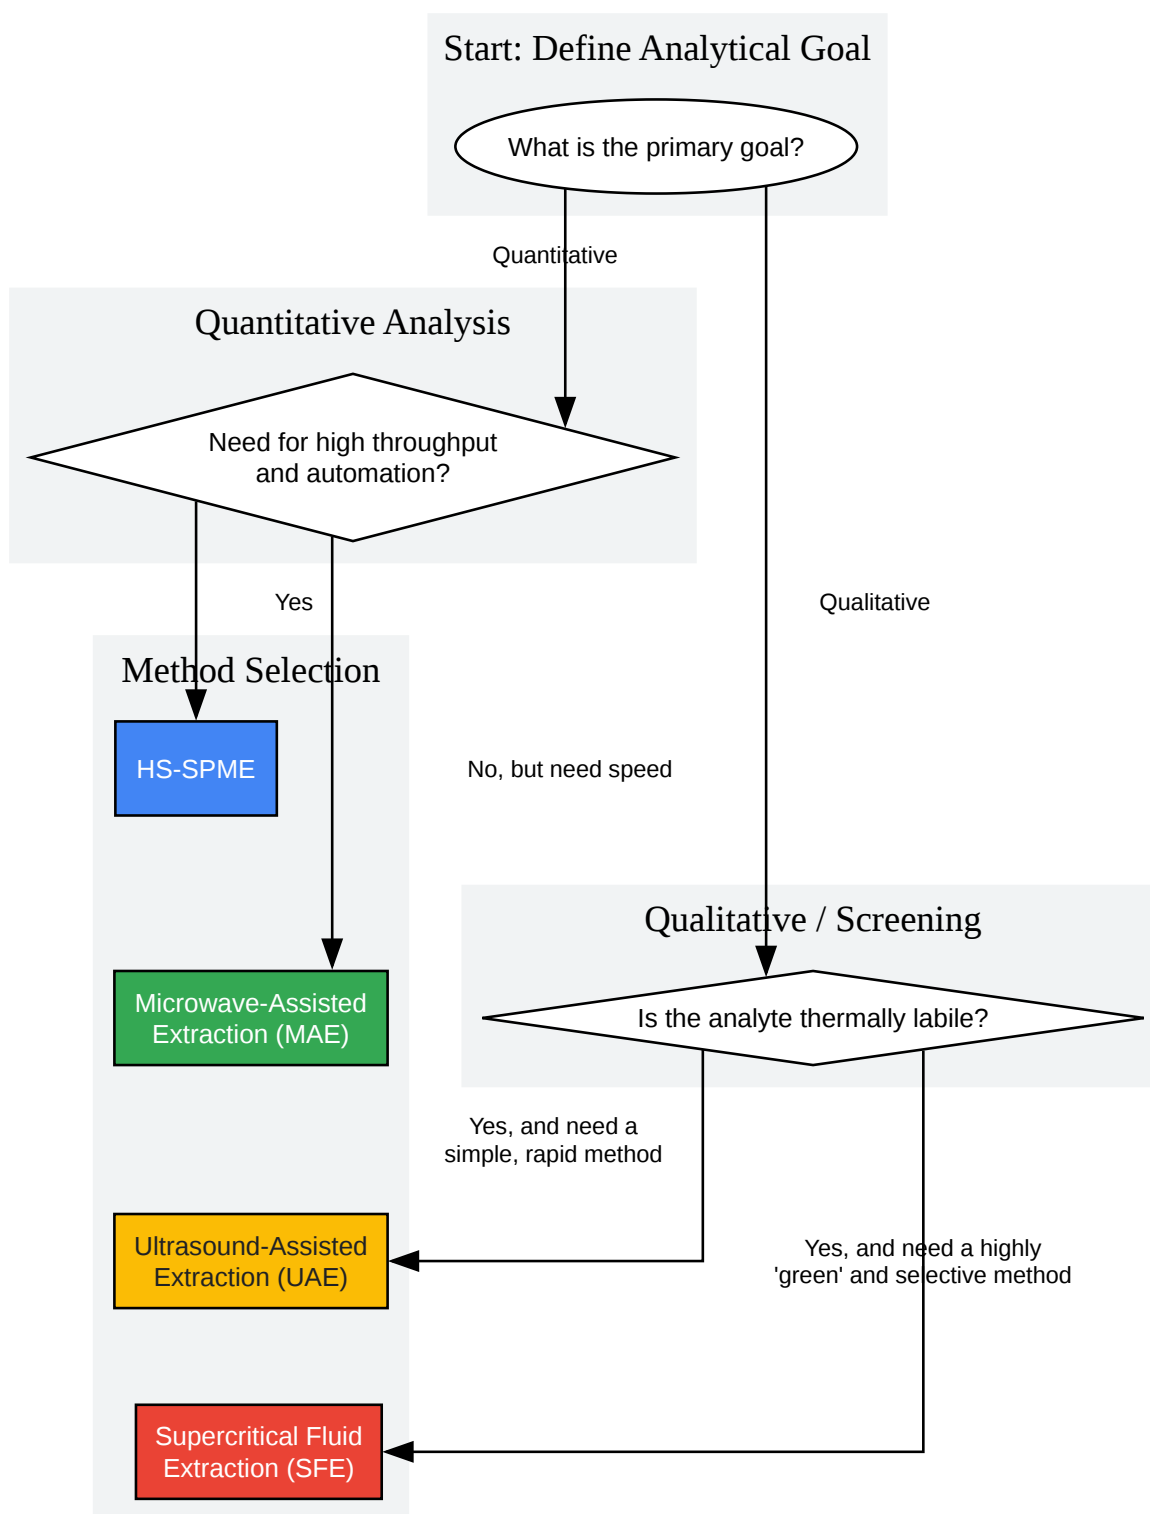 Start: Define Analytical Goal
What is the primary goal?
Quantitative
Quantitative Analysis
Need for high throughput
and automation?
Yes
Qualitative
Method Selection
HS-SPME
No, but need speed
Qualitative / Screening
Microwave-Assisted
Extraction (MAE)
Is the analyte thermally labile?
Yes, and need a
simple, rapid method
Ultrasound-Assisted
Extraction (UAE)
Yes, and need a highly
'green' and selective method
Supercritical Fluid
Extraction (SFE)